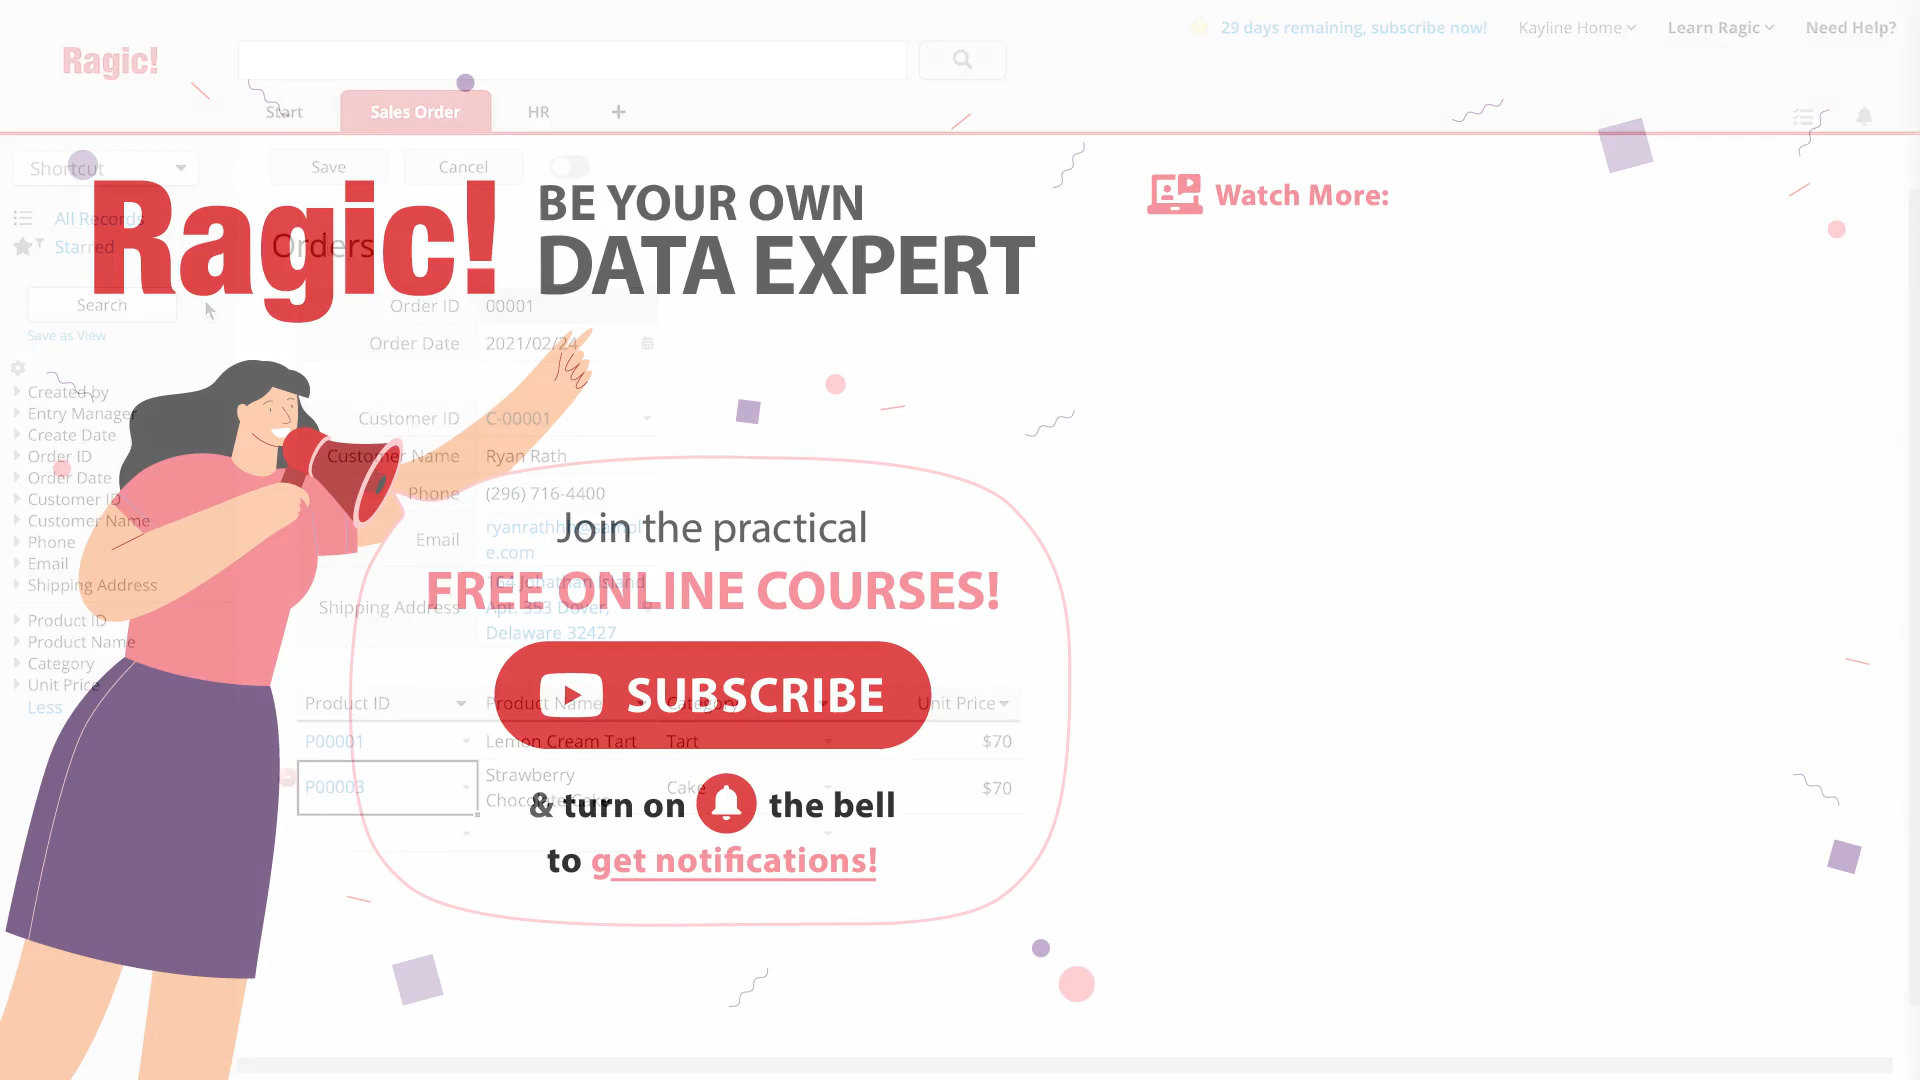 29 days remaining, subscribe now!
Kayline Home
Learn Ragic
Need Help?
Ragic!
Start
Sales Order
HR
+
Shortcut
Save
Cancel
Ragic!
BE YOUR OWN
DATA EXPERT
Watch More:
All Records
Starred
Orders
Search
Save as View
Order ID 00001
Order Date 2021/02/24
Customer ID C-00001
Customer Name Ryan Rath
Phone (296) 716-4400
Email
e.com
Shipping Address
Apt. 353 Dover,
Delaware 32427
Created by
Entry Manager
Create Date
Order ID
Order Date
Customer ID
Customer Name
Phone
Email
Shipping Address
Product ID
Product Name
Category
Unit Price
Less
Join the practical
FREE ONLINE COURSES!
SUBSCRIBE
& turn on the bell
to get notifications!
Product ID Product Name Category Unit Price
P00001 Lemon Cream Tart Tart $70
P00003 Strawberry
Chocolate Cake Cake $70